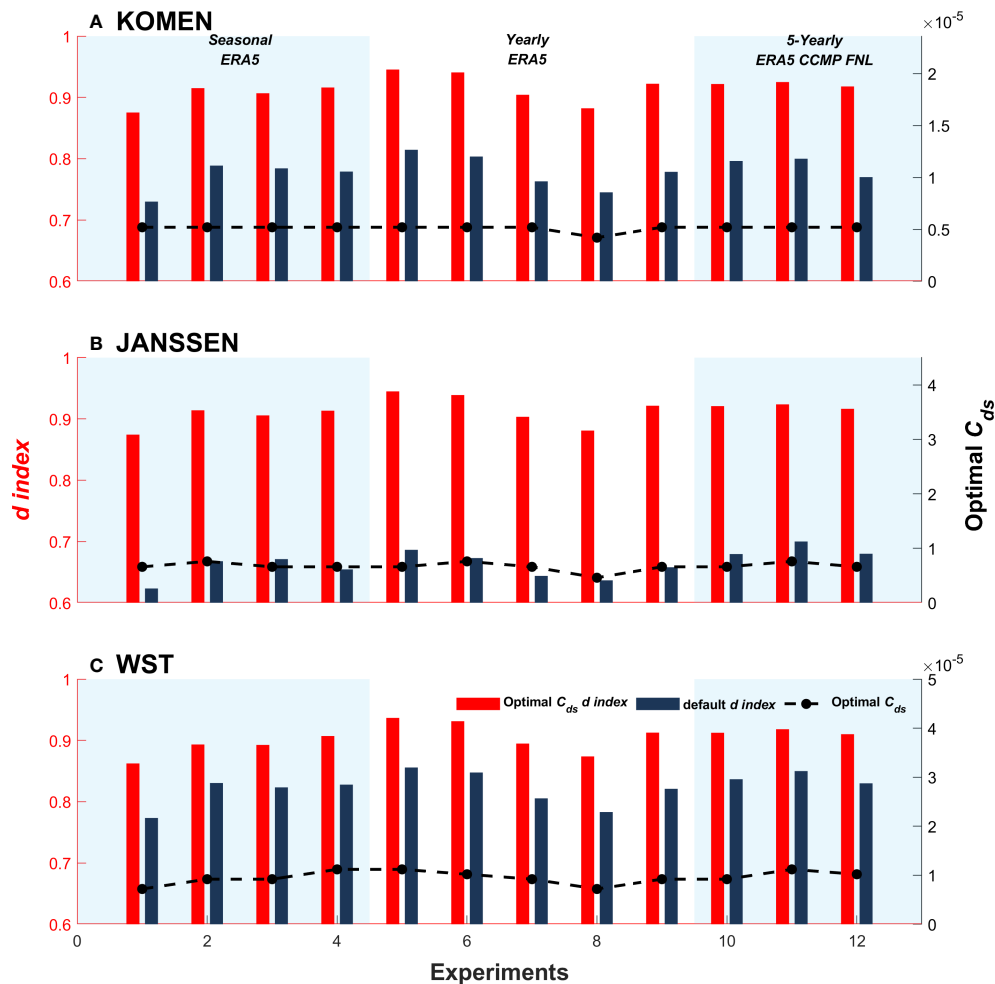 A KOMEN
×10-5
Seasonal
ERA5
Yearly
ERA5
5-Yearly
ERA5 CCMP FNL
1
0.9
0.8
0.7
0.6
2
1.5
1
0.5
0
B JANSSEN
1
0.9
0.8
0.7
0.6
4
3
2
1
0
d index
Optimal Cds
C WST
×10-5
Optimal Cds d index
default d index
Optimal Cds
1
0.9
0.8
0.7
0.6
5
4
3
2
1
0
0 2 4 6 8 10 12
Experiments